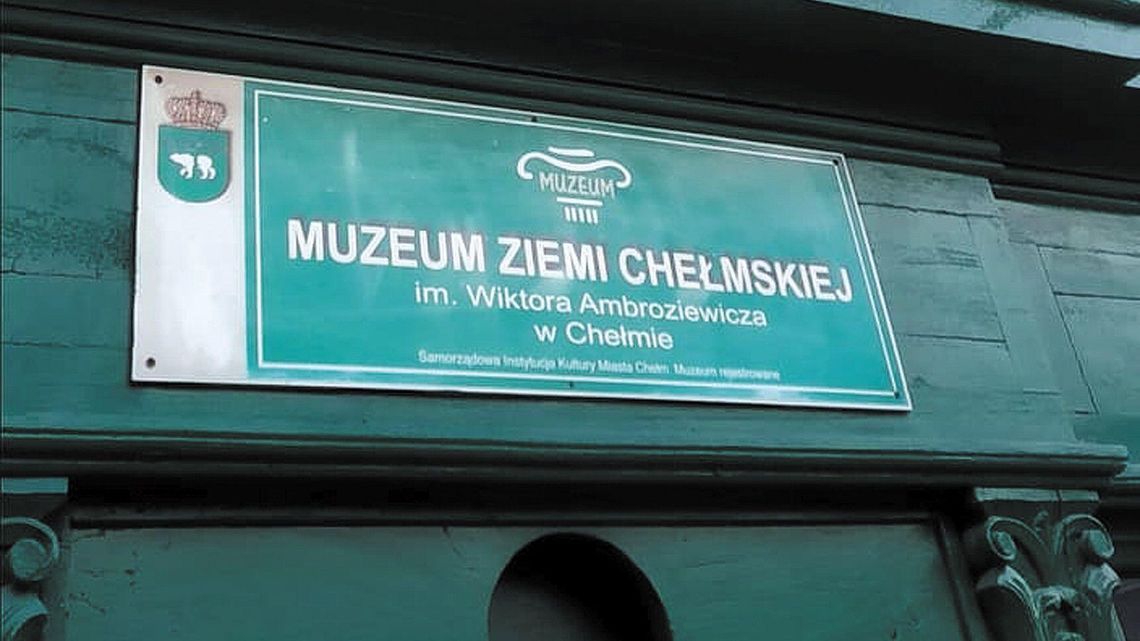 MUZEUM
MUZEUM ZIEMI CHEŁMSKIEJ
im. Wiktora Ambroziewicza
w Chełmie
Samorządowa Instytucja Kultury Miasta Chełm Muzeum rejestrowane